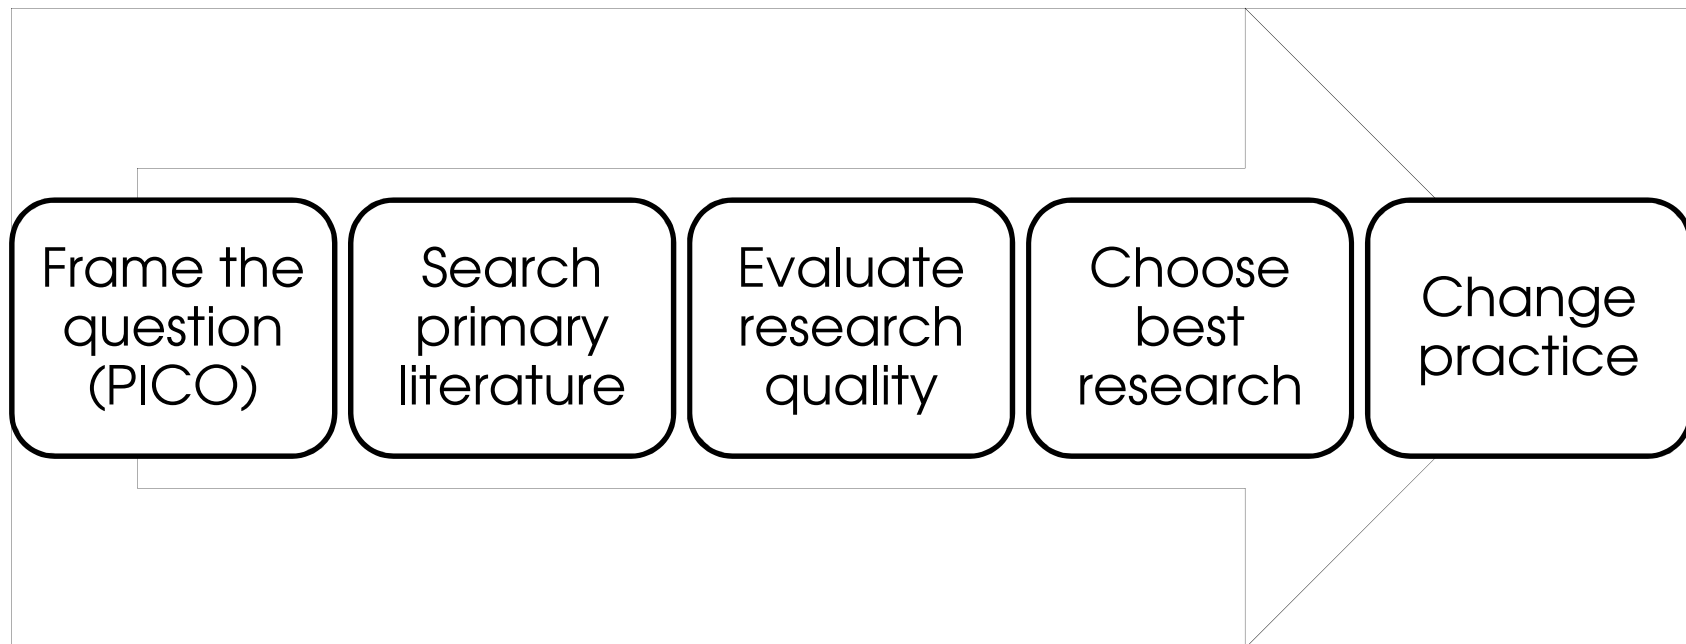 Frame the
question
(PICO)
Search
primary
literature
Evaluate
research
quality
Choose
best
research
Change
practice